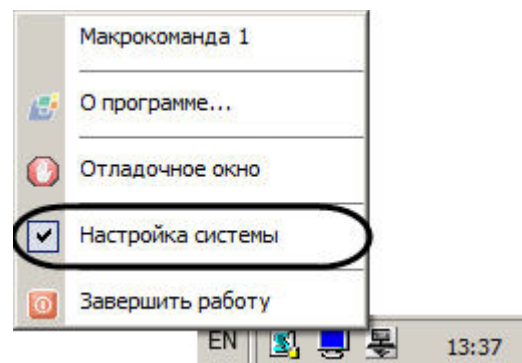 Макрокоманда 1
О программе...
Отладочное окно
Настройка системы
Завершить работу
EN 13:37